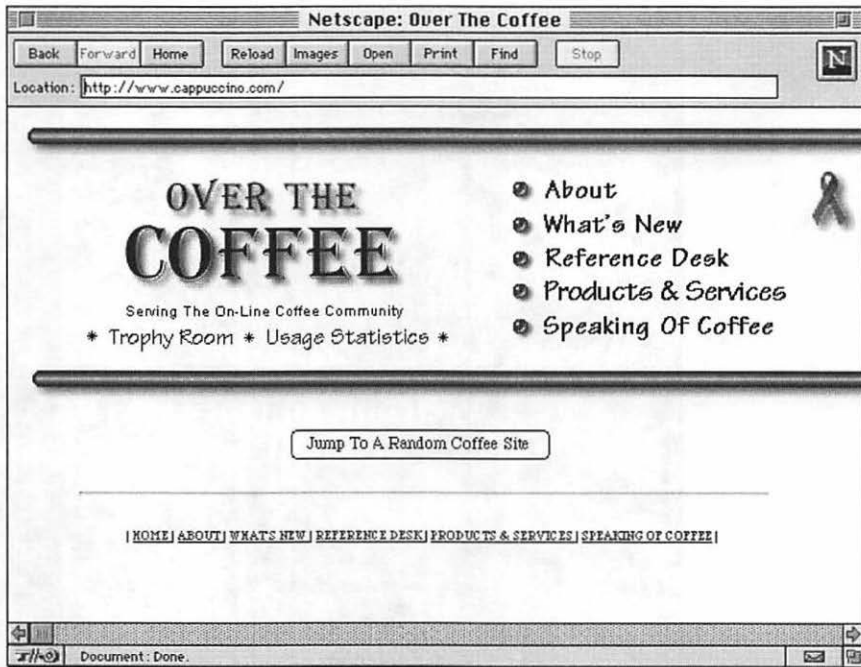 Netscape: Over The Coffee
Back Forward Home Reload Images Open Print Find Stop
N
Location: http://www.cappuccino.com/
OVER THE
COFFEE
Serving The On-Line Coffee Community
* Trophy Room * Usage Statistics *
About
What's New
Reference Desk
Products & Services
Speaking Of Coffee
Jump To A Random Coffee Site
| HOME | ABOUT | WHAT'S NEW | REFERENCE DESK | PRODUCTS & SERVICES | SPEAKING OF COFFEE |
Document: Done.